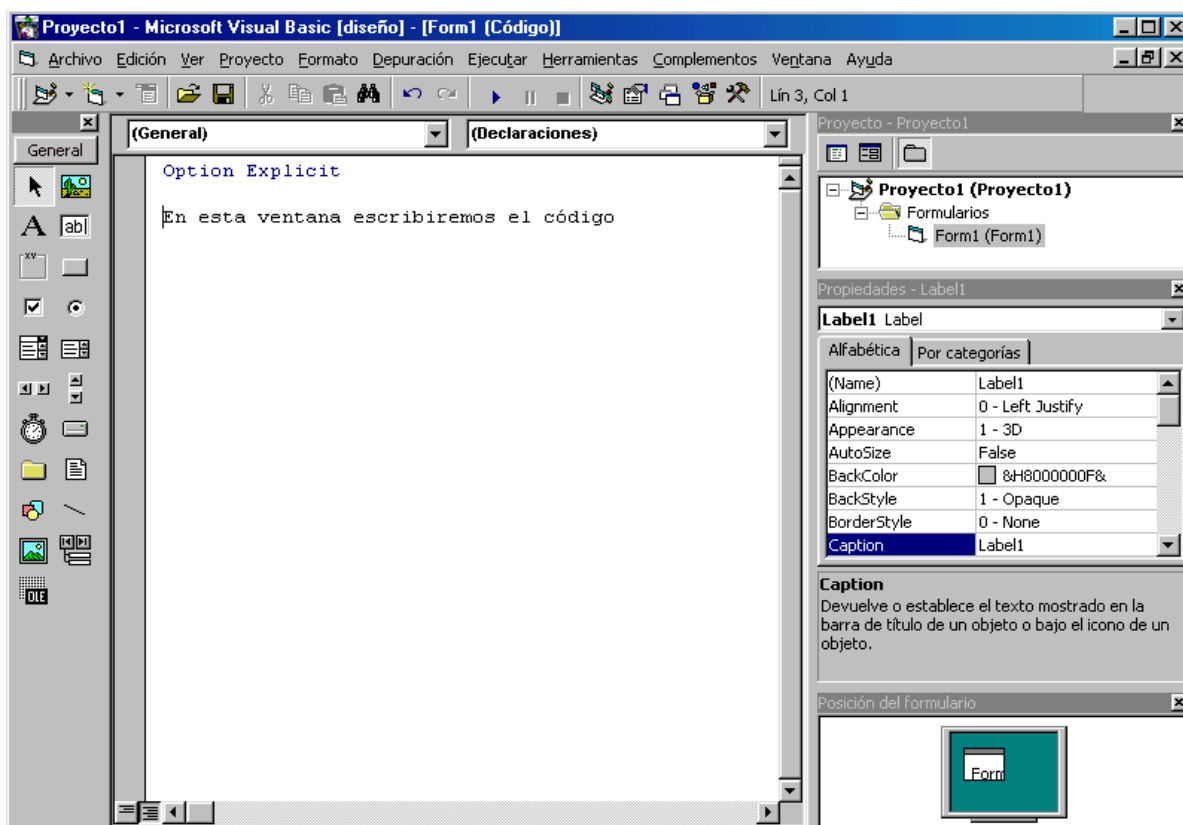 Proyecto1 - Microsoft Visual Basic [diseño] - [Form1 (Código)]
Archivo Edición Ver Proyecto Formato Depuración Ejecutar Herramientas Complementos Ventana Ayuda
Lín 3, Col 1
General
A
abl
xv
OLE
(General) (Declaraciones)
Option Explicit
En esta ventana escribiremos el código
Proyecto - Proyecto1
Proyecto1 (Proyecto1)
Formularios
Form1 (Form1)
Propiedades - Label1
Label1 Label
Alfabética Por categorías
(Name) Label1
Alignment 0 - Left Justify
Appearance 1 - 3D
AutoSize False
BackColor &H8000000F&
BackStyle 1 - Opaque
BorderStyle 0 - None
Caption Label1
Caption
Devuelve o establece el texto mostrado en la
barra de título de un objeto o bajo el icono de un
objeto.
Posición del formulario
Form